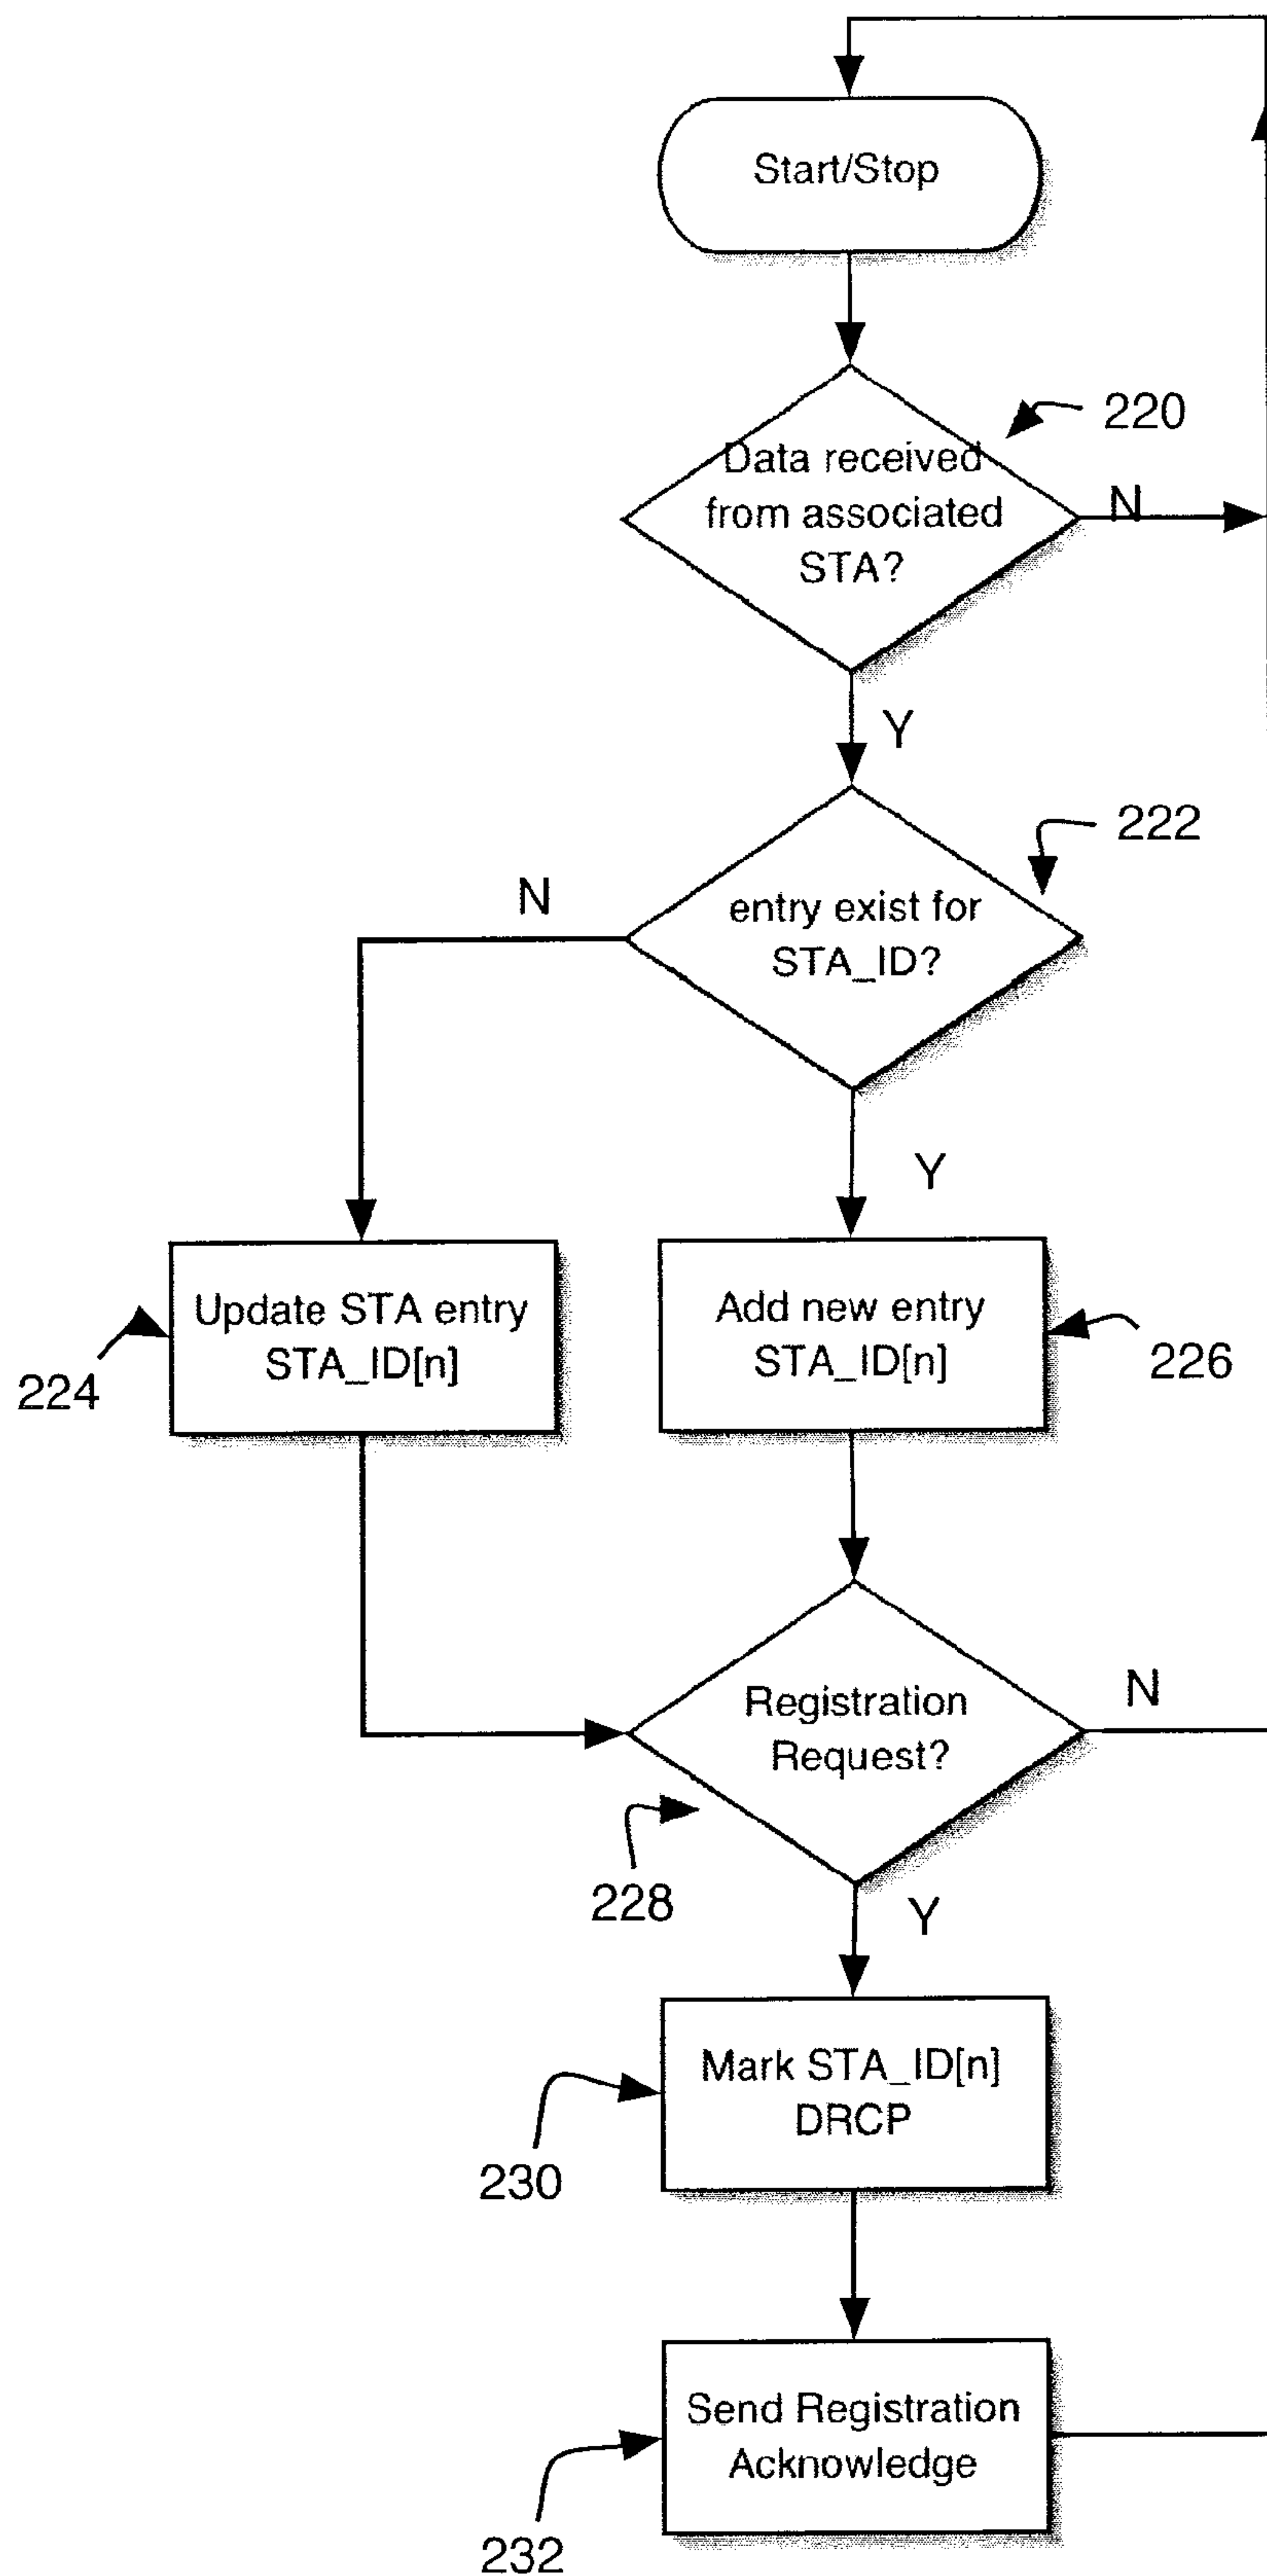 Start/Stop
220
Data received
from associated
STA?
N
Y
222
N
entry exist for
STA_ID?
Y
Update STA entry
STA_ID[n]
224
Add new entry
STA_ID[n]
226
Registration
Request?
N
228
Y
Mark STA_ID[n]
DRCP
230
Send Registration
Acknowledge
232